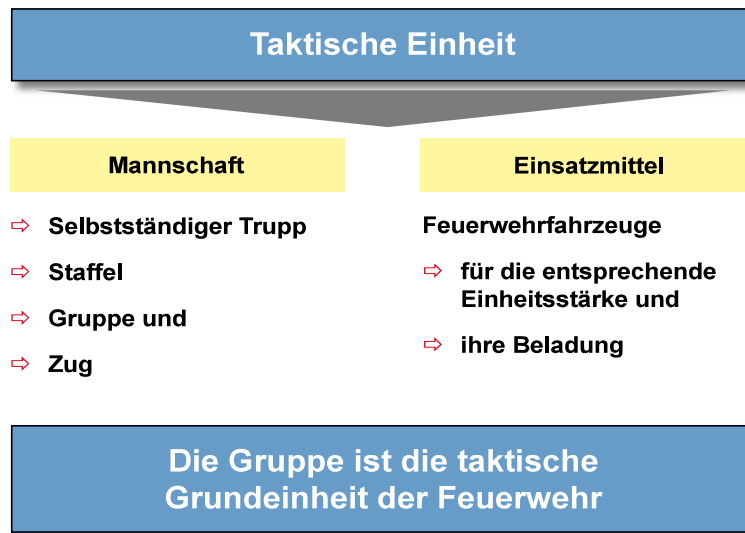 Taktische Einheit
Mannschaft
⇨ Selbstständiger Trupp
⇨ Staffel
⇨ Gruppe und
⇨ Zug
Einsatzmittel
Feuerwehrfahrzeuge
⇨ für die entsprechende
Einheitsstärke und
⇨ ihre Beladung
Die Gruppe ist die taktische
Grundeinheit der Feuerwehr